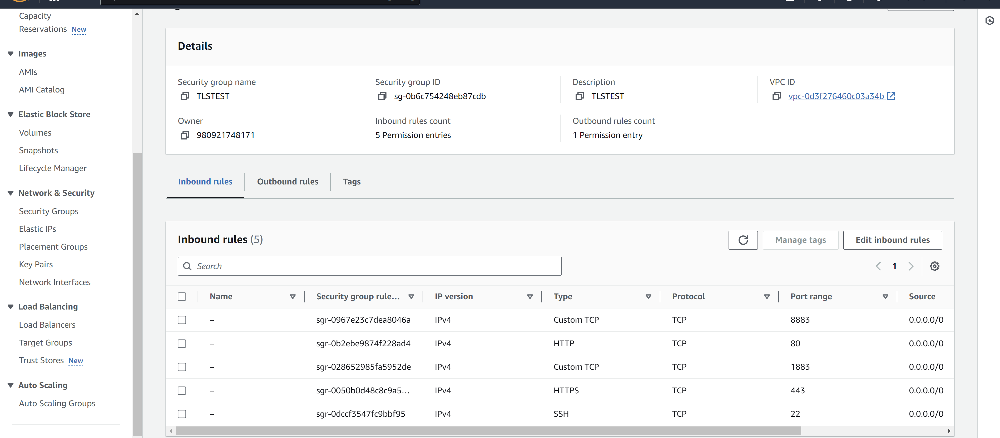 Capacity
Reservations New
Images
AMIs
AMI Catalog
Elastic Block Store
Volumes
Snapshots
Lifecycle Manager
Network & Security
Security Groups
Elastic IPs
Placement Groups
Key Pairs
Network Interfaces
Load Balancing
Load Balancers
Target Groups
Trust Stores New
Auto Scaling
Auto Scaling Groups
Details
Security group name
TLSTEST
Security group ID
sg-0b6c754248eb87cdb
Description
TLSTEST
VPC ID
vpc-0d3f276460c03a34b
Owner
980921748171
Inbound rules count
5 Permission entries
Outbound rules count
1 Permission entry
Inbound rules Outbound rules Tags
Inbound rules (5)
Manage tags Edit inbound rules
Search
1
Name Security group rule... IP version Type Protocol Port range Source
– sgr-0967e23c7dea8046a IPv4 Custom TCP TCP 8883 0.0.0.0/0
– sgr-0b2ebe9874f228ad4 IPv4 HTTP TCP 80 0.0.0.0/0
– sgr-028652985fa5952de IPv4 Custom TCP TCP 1883 0.0.0.0/0
– sgr-0050b0d48c8c9a5... IPv4 HTTPS TCP 443 0.0.0.0/0
– sgr-0dccf3547fc9bbf95 IPv4 SSH TCP 22 0.0.0.0/0